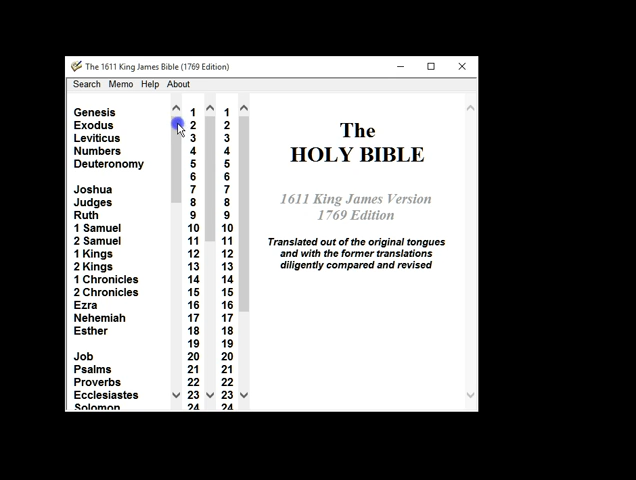 The 1611 King James Bible (1769 Edition)
Search Memo Help About
Genesis
Exodus
Leviticus
Numbers
Deuteronomy
Joshua
Judges
Ruth
1 Samuel
2 Samuel
1 Kings
2 Kings
1 Chronicles
2 Chronicles
Ezra
Nehemiah
Esther
Job
Psalms
Proverbs
Ecclesiastes
Solomon
1
2
3
4
5
6
7
8
9
10
11
12
13
14
15
16
17
18
19
20
21
22
23
24
1
2
3
4
5
6
7
8
9
10
11
12
13
14
15
16
17
18
19
20
21
22
23
24
The
HOLY BIBLE
1611 King James Version
1769 Edition
Translated out of the original tongues
and with the former translations
diligently compared and revised